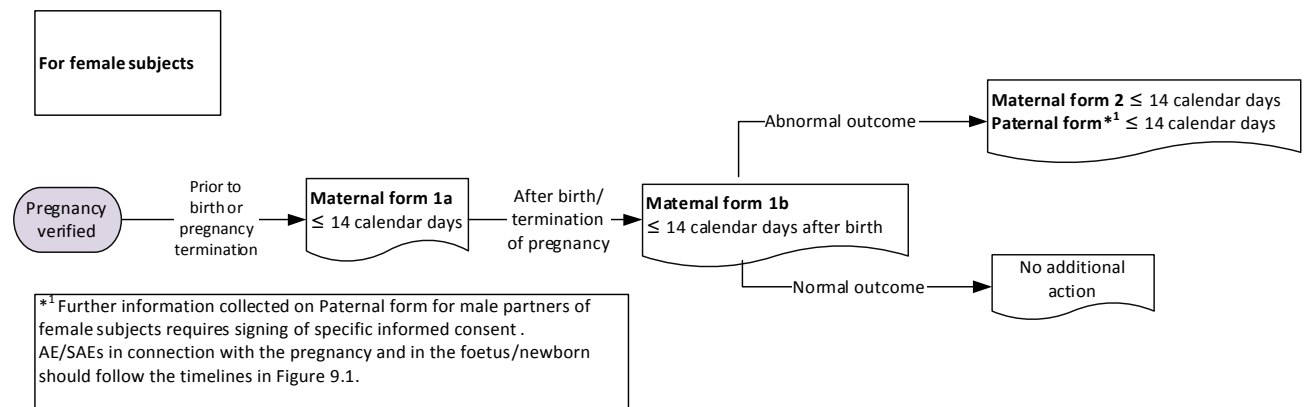 For female subjects
Maternal form 2 ≤ 14 calendar days
Paternal form*1 ≤ 14 calendar days
Abnormal outcome
Pregnancy
verified
Prior to
birth or
pregnancy
termination
Maternal form 1a
≤ 14 calendar days
After birth/
termination
of pregnancy
Maternal form 1b
≤ 14 calendar days after birth
Normal outcome
No additional
action
*1 Further information collected on Paternal form for male partners of
female subjects requires signing of specific informed consent .
AE/SAEs in connection with the pregnancy and in the foetus/newborn
should follow the timelines in Figure 9.1.